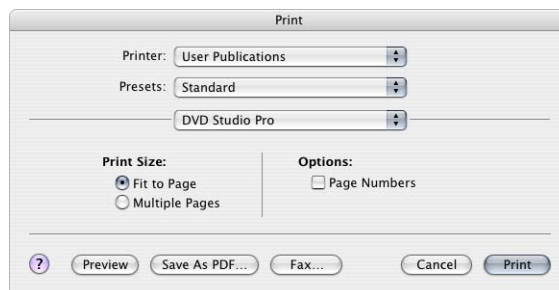 Print
Printer: User Publications
Presets: Standard
DVD Studio Pro
Print Size:
Fit to Page
Multiple Pages
Options:
Page Numbers
? Preview Save As PDF... Fax... Cancel Print